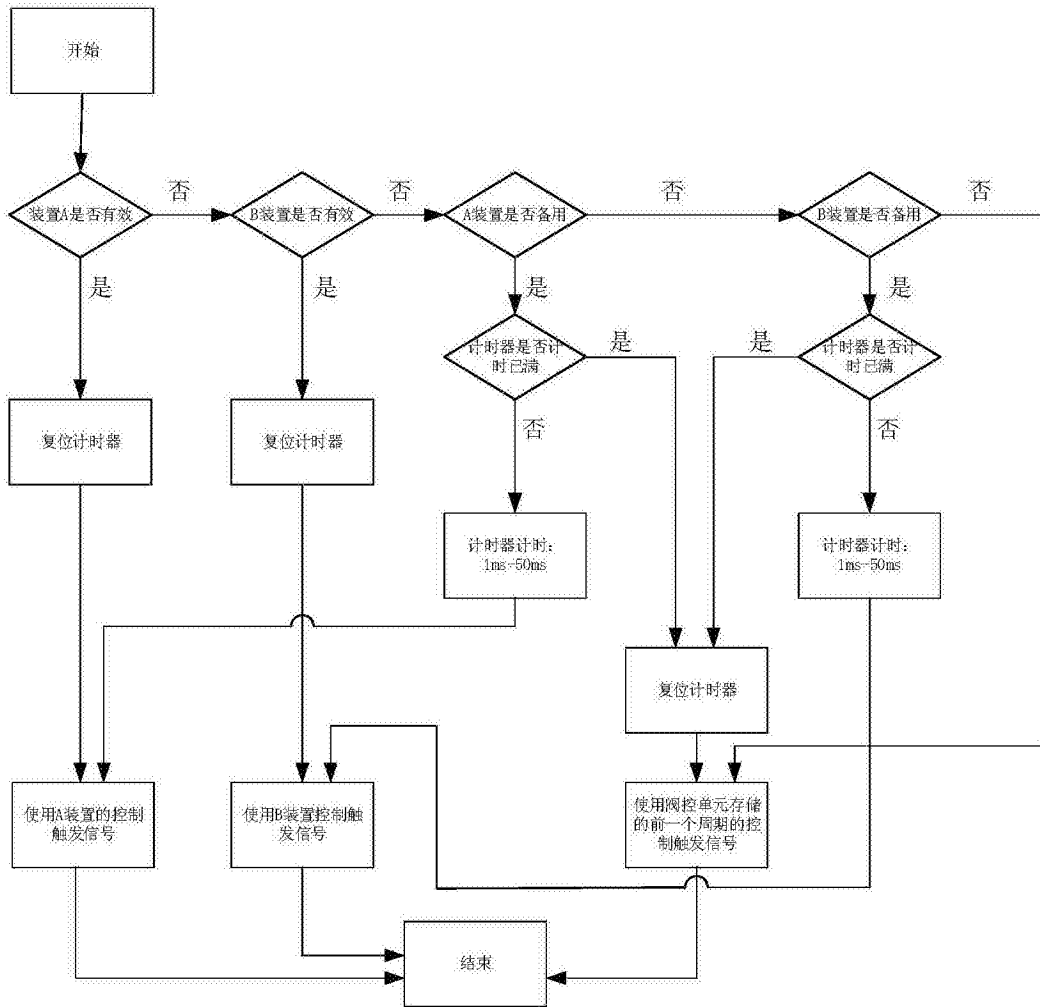 开始
装置A是否有效
否
B装置是否有效
否
A装置是否备用
否
B装置是否备用
否
是
是
是
是
计时器是否计
时已满
是
是
计时器是否计
时已满
复位计时器
复位计时器
否
否
计时器计时:
1ms-50ms
计时器计时:
1ms-50ms
复位计时器
使用A装置的控制
触发信号
使用B装置控制触
发信号
使用阀控单元存储
的前一个周期的控
制触发信号
结束